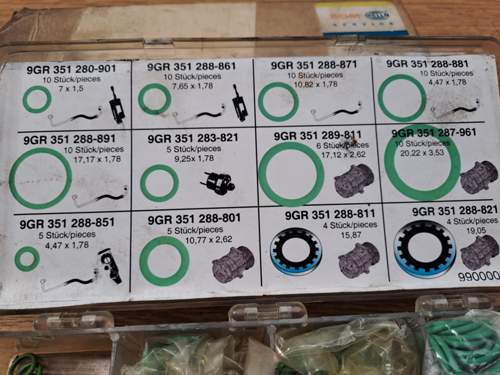 HELLA
SERVICE
9GR 351 280-901
10 Stück/pieces
7 x 1,5
9GR 351 288-861
10 Stück/pieces
7,65 x 1,78
9GR 351 288-871
10 Stück/pieces
10,82 x 1,78
9GR 351 288-881
10 Stück/pieces
4,47 x 1,78
9GR 351 288-891
10 Stück/pieces
17,17 x 1,78
9GR 351 283-821
5 Stück/pieces
9,25x 1,78
9GR 351 289-811
6 Stück/pieces
17,12 x 2,62
9GR 351 287-961
10 Stück/pieces
20,22 x 3,53
9GR 351 288-851
5 Stück/pieces
4,47 x 1,78
9GR 351 288-801
5 Stück/pieces
10,77 x 2,62
9GR 351 288-811
4 Stück/pieces
15,87
9GR 351 288-821
4 Stück/pieces
19,05